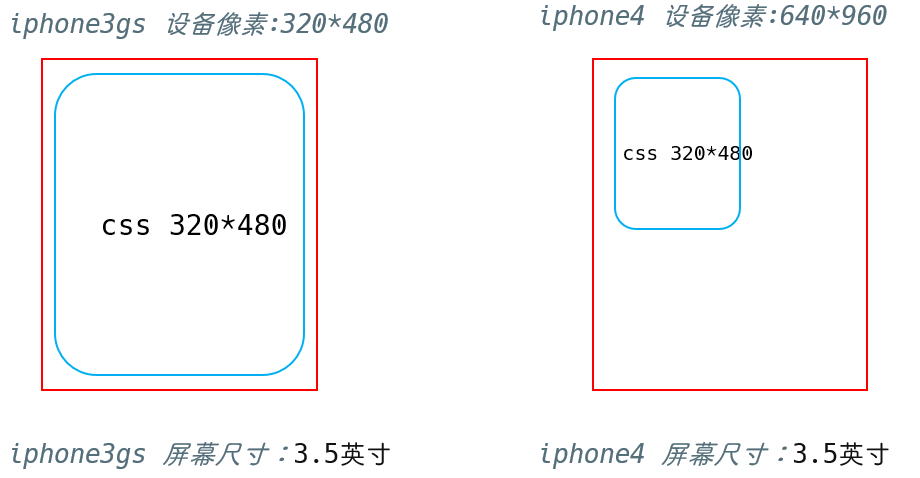 iphone3gs 设备像素:320*480
iphone4 设备像素:640*960
css 320*480
css 320*480
iphone3gs 屏幕尺寸：3.5英寸
iphone4 屏幕尺寸：3.5英寸